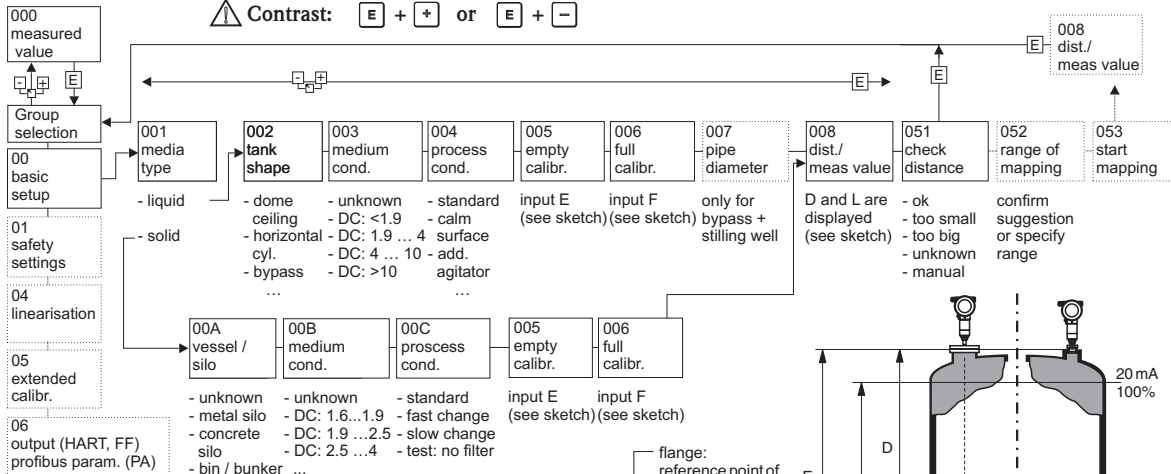 Contrast: E + + or E + −
000
measured
value
- +
E
Group
selection
- +
E
E
E
008
dist./
meas value
00
basic
setup
01
safety
settings
04
linearisation
05
extended
calibr.
06
output (HART, FF)
profibus param. (PA)
001
media
type
- liquid
- solid
002
tank
shape
- dome
ceiling
- horizontal
cyl.
- bypass
...
003
medium
cond.
- unknown
- DC: <1.9
- DC: 1.9 ... 4
- DC: 4 ... 10
- DC: >10
004
process
cond.
- standard
- calm
surface
- add.
agitator
...
005
empty
calibr.
input E
(see sketch)
006
full
calibr.
input F
(see sketch)
007
pipe
diameter
only for
bypass +
stilling well
008
dist./
meas value
D and L are
displayed
(see sketch)
051
check
distance
- ok
- too small
- too big
- unknown
- manual
052
range of
mapping
confirm
suggestion
or specify
range
053
start
mapping
00A
vessel /
silo
- unknown
- metal silo
- concrete
silo
- bin / bunker
00B
medium
cond.
- unknown
- DC: 1.6...1.9
- DC: 1.9 ...2.5
- DC: 2.5 ...4
...
00C
proscess
cond.
- standard
- fast change
- slow change
- test: no filter
005
empty
calibr.
input E
(see sketch)
006
full
calibr.
input F
(see sketch)
flange:
reference point of
D
20 mA
100%